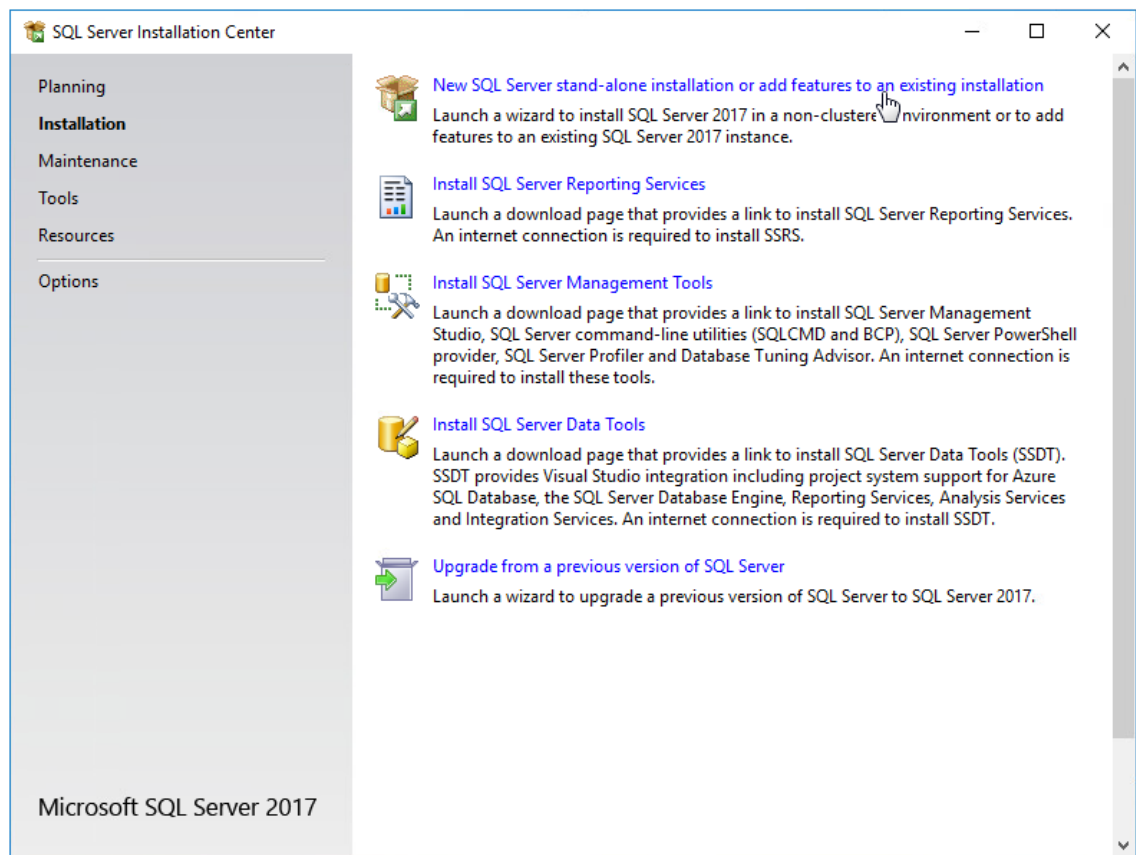 SQL Server Installation Center
Planning
Installation
Maintenance
Tools
Resources
Options
Microsoft SQL Server 2017
New SQL Server stand-alone installation or add features to an existing installation
Launch a wizard to install SQL Server 2017 in a non-clustered environment or to add
features to an existing SQL Server 2017 instance.
Install SQL Server Reporting Services
Launch a download page that provides a link to install SQL Server Reporting Services.
An internet connection is required to install SSRS.
Install SQL Server Management Tools
Launch a download page that provides a link to install SQL Server Management
Studio, SQL Server command-line utilities (SQLCMD and BCP), SQL Server PowerShell
provider, SQL Server Profiler and Database Tuning Advisor. An internet connection is
required to install these tools.
Install SQL Server Data Tools
Launch a download page that provides a link to install SQL Server Data Tools (SSDT).
SSDT provides Visual Studio integration including project system support for Azure
SQL Database, the SQL Server Database Engine, Reporting Services, Analysis Services
and Integration Services. An internet connection is required to install SSDT.
Upgrade from a previous version of SQL Server
Launch a wizard to upgrade a previous version of SQL Server to SQL Server 2017.